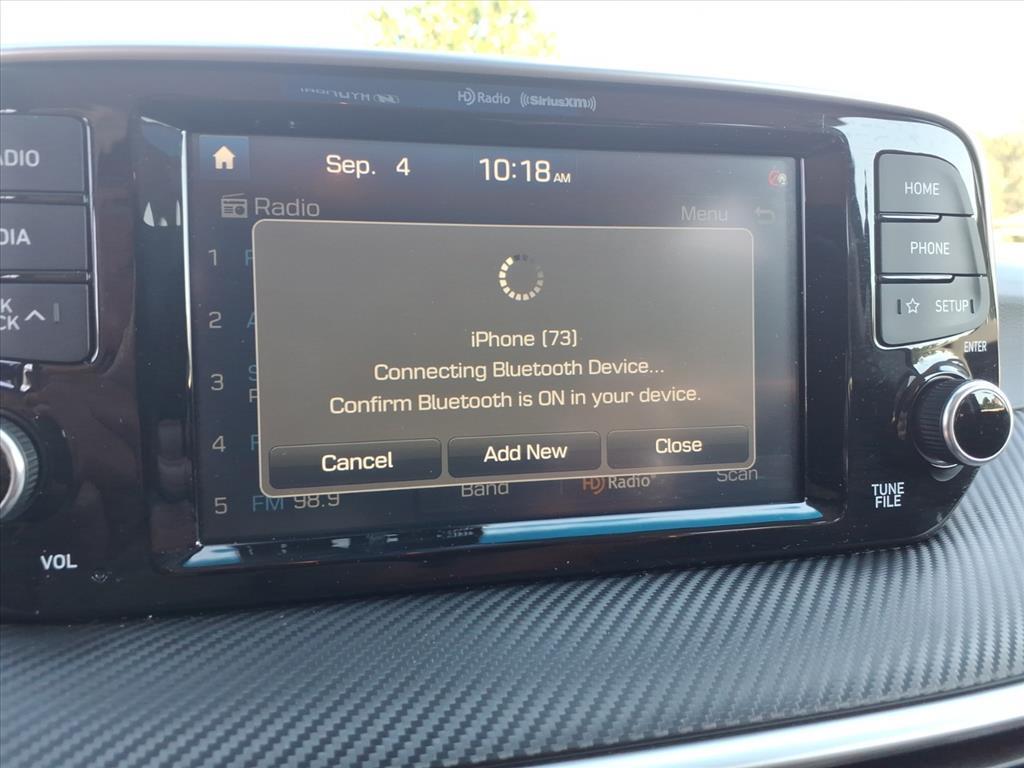 HD Radio ((SiriusXM))
Sep. 4 10:18 AM
Radio
Menu
1
2
3
4
5 FM 98.9
iPhone (73)
Connecting Bluetooth Device...
Confirm Bluetooth is ON in your device.
Cancel Add New Close
Band HD Radio Scan
VOL
HOME
PHONE
☆ SETUP
ENTER
TUNE
FILE